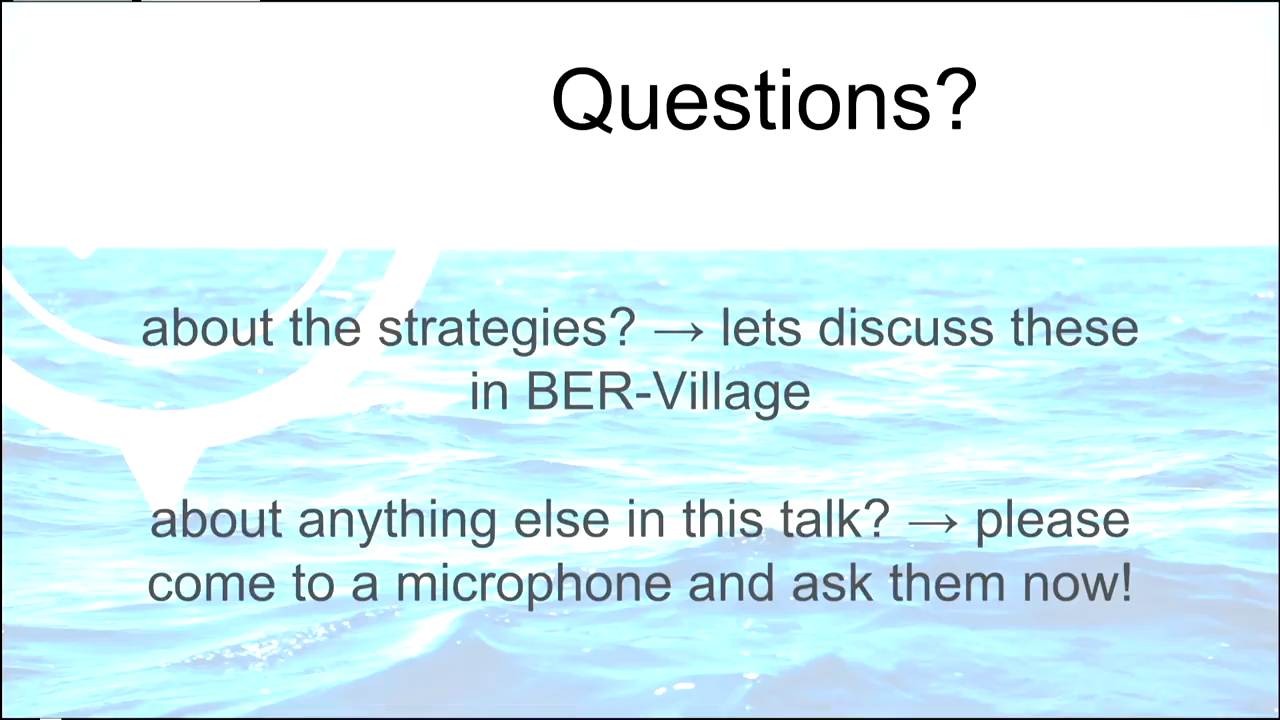 Questions?
about the strategies? → lets discuss these
in BER-Village
about anything else in this talk? → please
come to a microphone and ask them now!